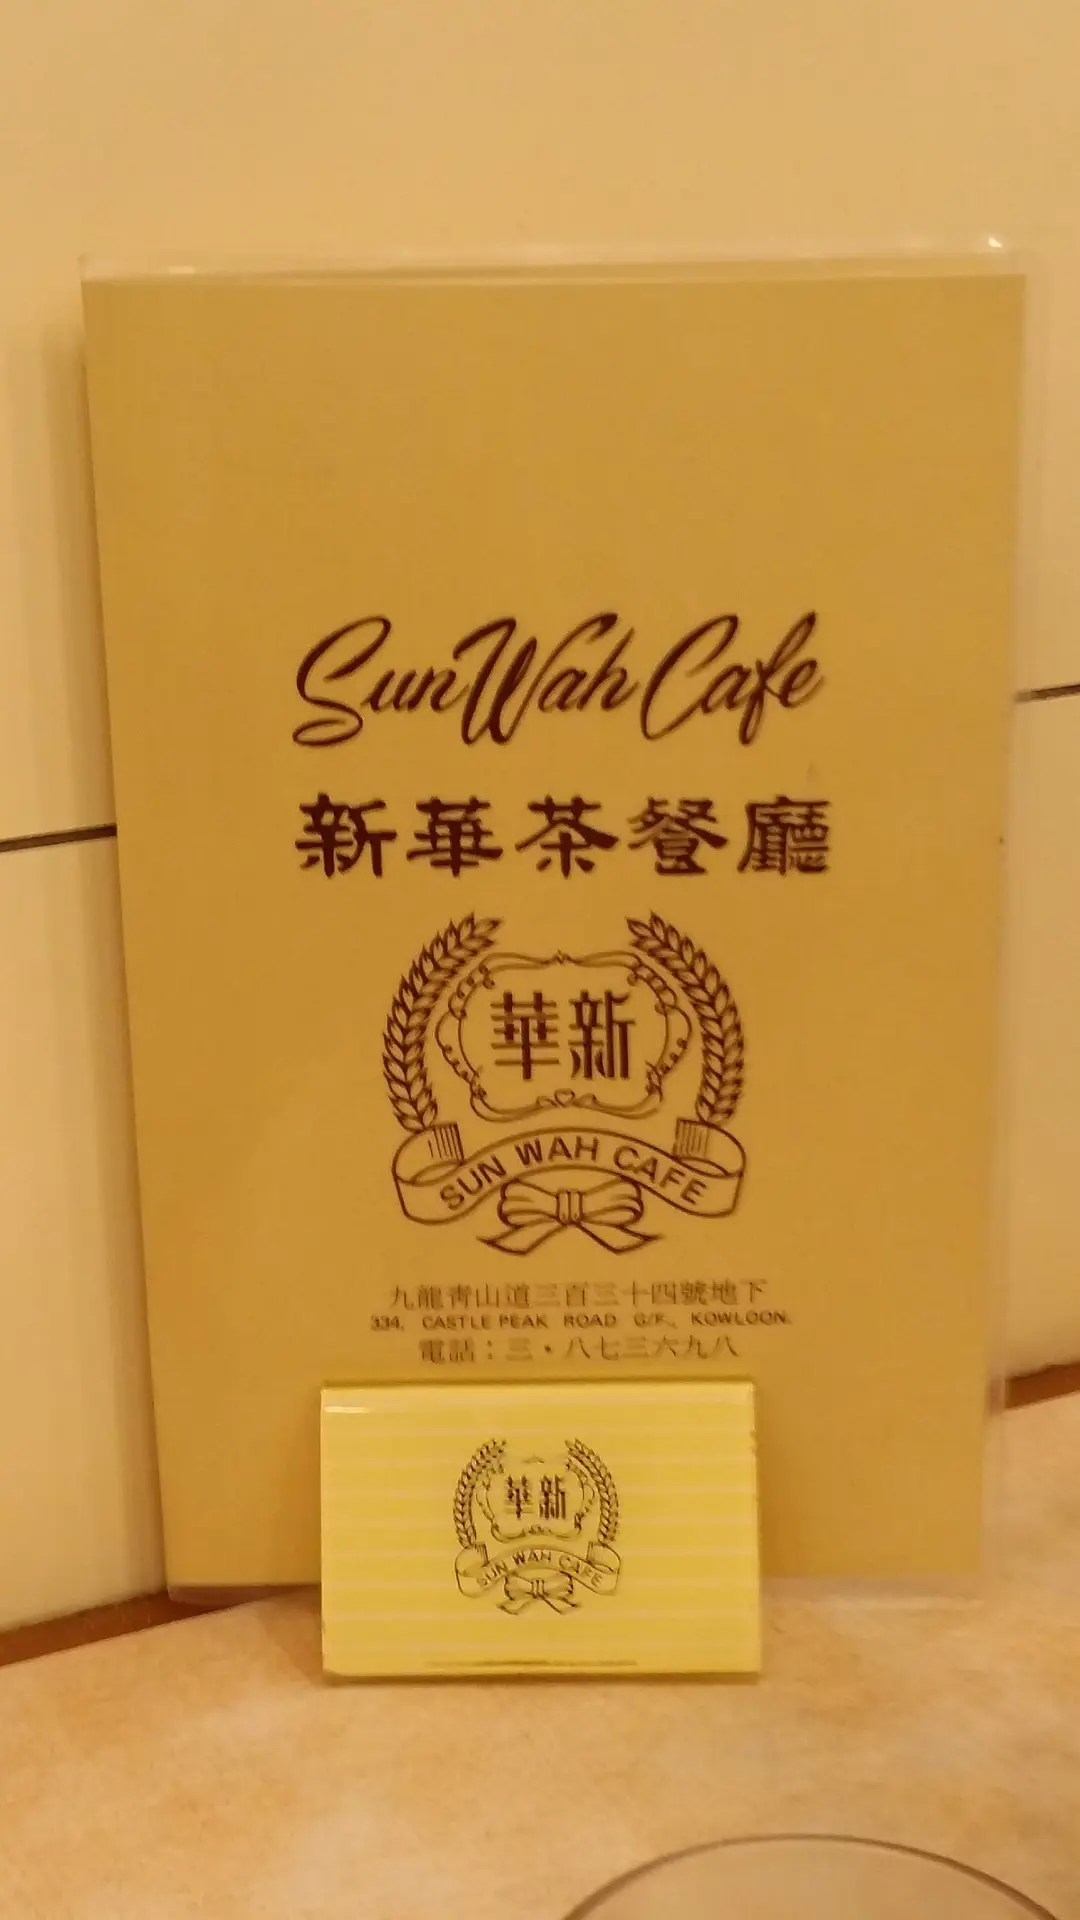 Sun Wah Cafe
新華茶餐廳
華新
SUN WAH CAFE
九龍青山道三百三十四號地下
334, CASTLE PEAK ROAD G/F., KOWLOON.
電話：三・八七三六九八
華新
SUN WAH CAFE